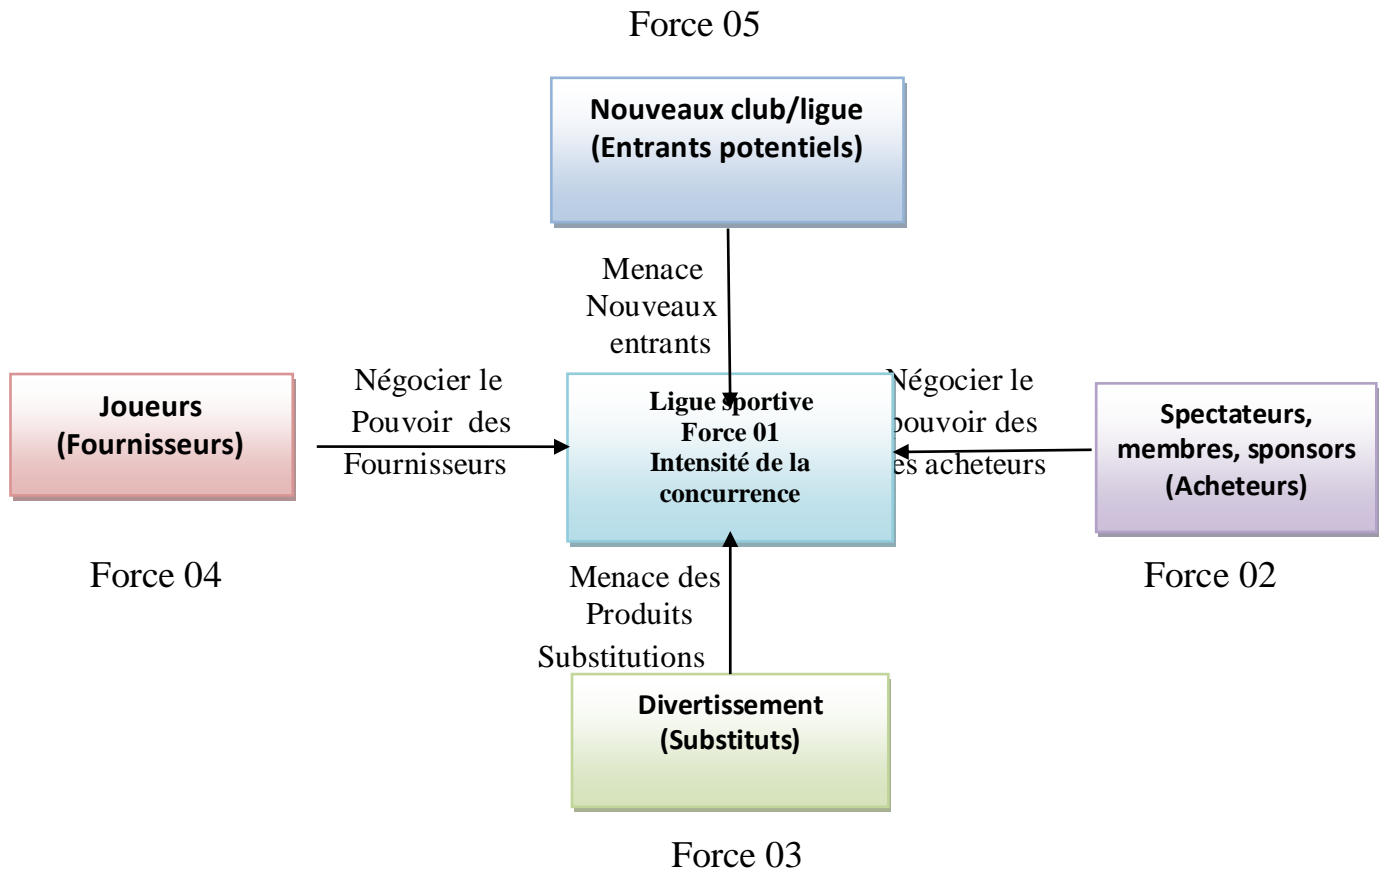 Force 05
Nouveaux club/ligue
(Entrants potentiels)
Menace
Nouveaux
entrants
Joueurs
(Fournisseurs)
Négocier le
Pouvoir des
Fournisseurs
Ligue sportive
Force 01
Intensité de la
concurrence
Négocier le
pouvoir des
es acheteurs
Spectateurs,
membres, sponsors
(Acheteurs)
Force 04
Force 02
Menace des
Produits
Substitutions
Divertissement
(Substituts)
Force 03